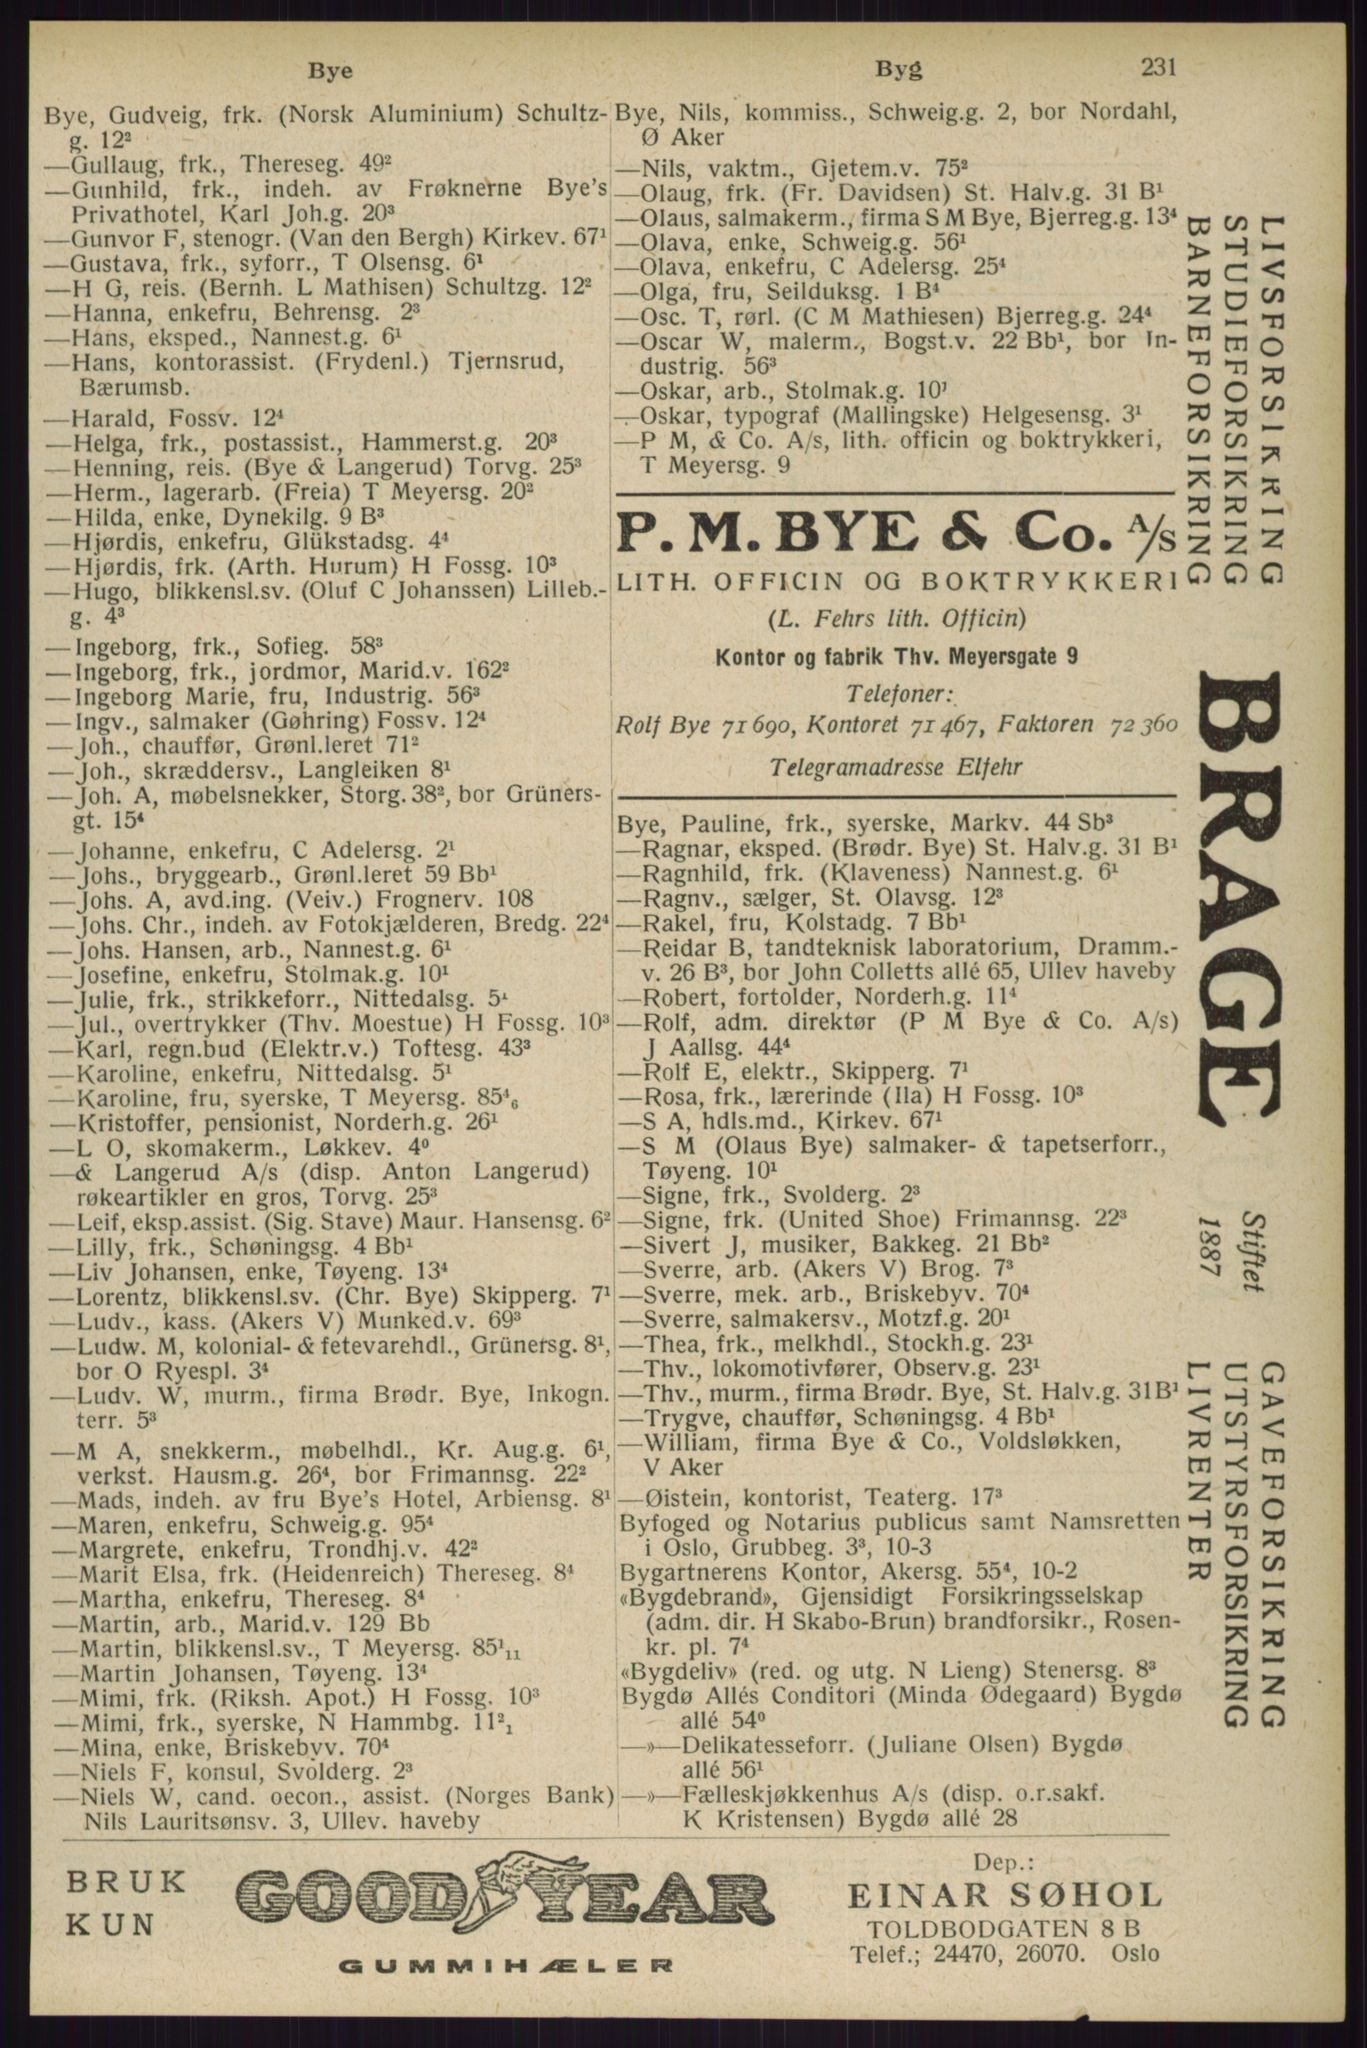 Bye
Byg
231
Bye, Gudveig, frk. (Norsk Aluminium) Schultz-
g. 12²
—Gullaug, frk., Thereseg. 49²
—Gunhild, frk., indeh. av Frøknerne Bye's
Privathotel, Karl Joh.g. 20³
—Gunvor F, stenogr. (Van den Bergh) Kirkev. 67¹
—Gustava, frk., syforr., T Olsensg. 6¹
—H G, reis. (Bernh. L Mathisen) Schultzg. 12²
—Hanna, enkefru, Behrensg. 2³
—Hans, eksped., Nannest.g. 6¹
—Hans, kontorassist. (Frydenl.) Tjernsrud,
Bærumsb.
—Harald, Fossv. 12⁴
—Helga, frk., postassist., Hammerst.g. 20³
—Henning, reis. (Bye & Langerud) Torvg. 25³
—Herm., lagerarb. (Freia) T Meyersg. 20²
—Hilda, enke, Dynekilg. 9 B³
—Hjørdis, enkefru, Glükstadsg. 4⁴
—Hjørdis, frk. (Arth. Hurum) H Fossg. 10³
—Hugo, blikkensl.sv. (Oluf C Johanssen) Lilleb.-
g. 4³
—Ingeborg, frk., Sofieg. 58³
—Ingeborg, frk., jordmor, Marid.v. 162²
—Ingeborg Marie, fru, Industrig. 56³
—Ingv., salmaker (Gøhring) Fossv. 12⁴
—Joh., chauffør, Grønl.leret 71²
—Joh., skræddersv., Langleiken 8¹
—Joh. A, møbelsnekker, Storg. 38², bor Grüners-
gt. 15⁴
—Johanne, enkefru, C Adelersg. 2¹
—Johs., bryggearb., Grønl.leret 59 Bb¹
—Johs. A, avd.ing. (Veiv.) Frognerv. 108
—Johs. Chr., indeh. av Fotokjælderen, Bredg. 22⁴
—Johs. Hansen, arb., Nannest.g. 6¹
—Josefine, enkefru, Stolmak.g. 10¹
—Julie, frk., strikkeforr., Nittedalsg. 5¹
—Jul., overtrykker (Thv. Moestue) H Fossg. 10³
—Karl, regn.bud (Elektr.v.) Toftesg. 43³
—Karoline, enkefru, Nittedalsg. 5¹
—Karoline, fru, syerske, T Meyersg. 85⁴₆
—Kristoffer, pensionist, Norderh.g. 26¹
—L O, skomakerm., Løkkev. 4⁰
—& Langerud A/s (disp. Anton Langerud)
røkeartikler en gros, Torvg. 25³
—Leif, eksp.assist. (Sig. Stave) Maur. Hansensg. 6²
—Lilly, frk., Schøningsg. 4 Bb¹
—Liv Johansen, enke, Tøyeng. 13⁴
—Lorentz, blikkensl.sv. (Chr. Bye) Skipperg. 7¹
—Ludv., kass. (Akers V) Munked.v. 69³
—Ludw. M, kolonial- & fetevarehdl., Grünersg. 8¹,
bor O Ryespl. 3⁴
—Ludv. W, murm., firma Brødr. Bye, Inkogn.
terr. 5³
—M A, snekkerm., møbelhdl., Kr. Aug.g. 6¹,
verkst. Hausm.g. 26⁴, bor Frimannsg. 22²
—Mads, indeh. av fru Bye's Hotel, Arbiensg. 8¹
—Maren, enkefru, Schweig.g. 95⁴
—Margrete, enkefru, Trondhj.v. 42²
—Marit Elsa, frk. (Heidenreich) Thereseg. 8⁴
—Martha, enkefru, Thereseg. 8⁴
—Martin, arb., Marid.v. 129 Bb
—Martin, blikkensl.sv., T Meyersg. 85¹₁₁
—Martin Johansen, Tøyeng. 13⁴
—Mimi, frk. (Riksh. Apot.) H Fossg. 10³
—Mimi, frk., syerske, N Hammbg. 11²₁
—Mina, enke, Briskebyv. 70⁴
—Niels F, konsul, Svolderg. 2³
—Niels W, cand. oecon., assist. (Norges Bank)
Nils Lauritsønsv. 3, Ullev. haveby
Bye, Nils, kommiss., Schweig.g. 2, bor Nordahl,
Ø Aker
—Nils, vaktm., Gjetem.v. 75²
—Olaug, frk. (Fr. Davidsen) St. Halv.g. 31 B¹
—Olaus, salmakerm., firma S M Bye, Bjerreg.g. 13⁴
—Olava, enke, Schweig.g. 56¹
—Olava, enkefru, C Adelersg. 25⁴
—Olga, fru, Seilduksg. 1 B⁴
—Osc. T, rørl. (C M Mathiesen) Bjerreg.g. 24⁴
—Oscar W, malerm., Bogst.v. 22 Bb¹, bor In-
dustrig. 56³
—Oskar, arb., Stolmak.g. 10¹
—Oskar, typograf (Mallingske) Helgesensg. 3¹
—P M, & Co. A/s, lith. officin og boktrykkeri,
T Meyersg. 9
P. M. BYE & Co. A/s
LITH. OFFICIN OG BOKTRYKKERI
(L. Fehrs lith. Officin)
Kontor og fabrik Thv. Meyersgate 9
Telefoner:
Rolf Bye 71 690, Kontoret 71 467, Faktoren 72 360
Telegramadresse Elfehr
Bye, Pauline, frk., syerske, Markv. 44 Sb³
—Ragnar, eksped. (Brødr. Bye) St. Halv.g. 31 B¹
—Ragnhild, frk. (Klaveness) Nannest.g. 6¹
—Ragnv., sælger, St. Olavsg. 12³
—Rakel, fru, Kolstadg. 7 Bb¹
—Reidar B, tandteknisk laboratorium, Dramm.-
v. 26 B³, bor John Colletts allé 65, Ullev haveby
—Robert, fortolder, Norderh.g. 11⁴
—Rolf, adm. direktør (P M Bye & Co. A/s)
J Aallsg. 44⁴
—Rolf E, elektr., Skipperg. 7¹
—Rosa, frk., lærerinde (Ila) H Fossg. 10³
—S A, hdls.md., Kirkev. 67¹
—S M (Olaus Bye) salmaker- & tapetserforr.,
Tøyeng. 10¹
—Signe, frk., Svolderg. 2³
—Signe, frk. (United Shoe) Frimannsg. 22³
—Sivert J, musiker, Bakkeg. 21 Bb²
—Sverre, arb. (Akers V) Brog. 7³
—Sverre, mek. arb., Briskebyv. 70⁴
—Sverre, salmakersv., Motzf.g. 20¹
—Thea, frk., melkhdl., Stockh.g. 23¹
—Thv., lokomotivfører, Observ.g. 23¹
—Thv., murm., firma Brødr. Bye, St. Halv.g. 31B¹
—Trygve, chauffør, Schøningsg. 4 Bb¹
—William, firma Bye & Co., Voldsløkken,
V Aker
—Øistein, kontorist, Teaterg. 17³
Byfoged og Notarius publicus samt Namsretten
i Oslo, Grubbeg. 3³, 10-3
Bygartnerens Kontor, Akersg. 55⁴, 10-2
«Bygdebrand», Gjensidigt Forsikringsselskap
(adm. dir. H Skabo-Brun) brandforsikr., Rosen-
kr. pl. 7⁴
«Bygdeliv» (red. og utg. N Lieng) Stenersg. 8³
Bygdø Allés Conditori (Minda Ødegaard) Bygdø
allé 54⁰
—»—Delikatesseforr. (Juliane Olsen) Bygdø
allé 56¹
—»—Fælleskjøkkenhus A/s (disp. o.r.sakf.
K Kristensen) Bygdø allé 28
LIVSFORSIKRING
STUDIEFORSIKRING
BARNEFORSIKRING
BRAGE
Stiftet
1887
GAVEFORSIKRING
UTSTYRSFORSIKRING
LIVRENTER
BRUK
KUN
GOODYEAR
GUMMIHÆLER
Dep.:
EINAR SØHOL
TOLDBODGATEN 8 B
Telef.; 24470, 26070. Oslo